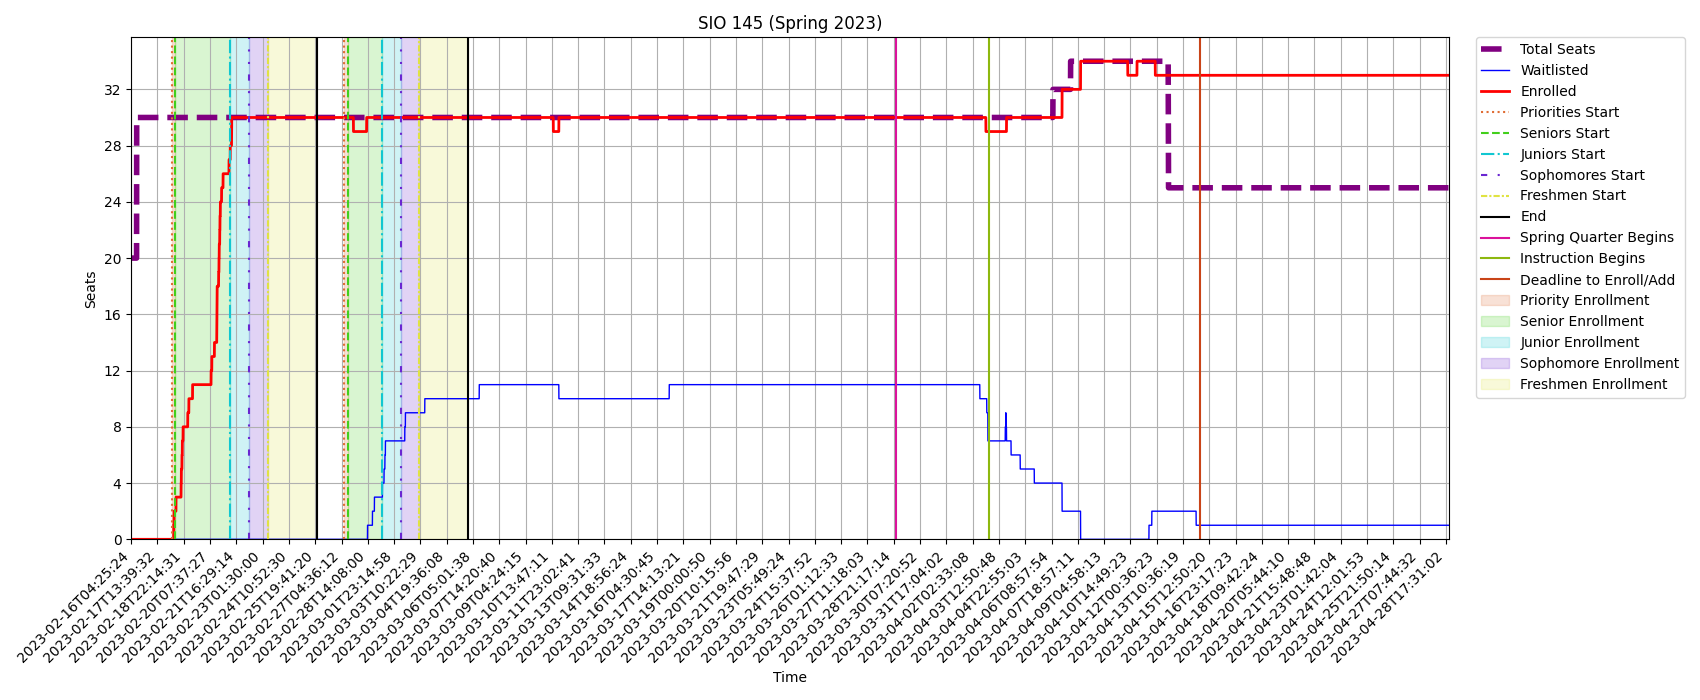 SIO 145 (Spring 2023)
Seats
32
28
24
20
16
12
8
4
0
2023-02-16T04:25:24
2023-02-17T13:39:32
2023-02-18T22:14:31
2023-02-20T07:37:27
2023-02-21T16:29:14
2023-02-23T01:30:00
2023-02-24T10:52:30
2023-02-25T19:41:20
2023-02-27T04:36:12
2023-02-28T14:08:00
2023-03-01T23:14:58
2023-03-03T10:22:29
2023-03-04T19:36:08
2023-03-06T05:01:38
2023-03-07T14:20:40
2023-03-09T04:24:15
2023-03-10T13:47:11
2023-03-11T23:02:41
2023-03-13T09:31:33
2023-03-14T18:56:24
2023-03-16T04:30:45
2023-03-17T14:13:21
2023-03-19T00:00:50
2023-03-20T10:15:56
2023-03-21T19:47:29
2023-03-23T05:49:24
2023-03-24T15:37:52
2023-03-26T01:12:33
2023-03-27T11:18:03
2023-03-28T21:17:14
2023-03-30T07:20:52
2023-03-31T17:04:02
2023-04-02T02:33:08
2023-04-03T12:50:48
2023-04-04T22:55:03
2023-04-06T08:57:54
2023-04-07T18:57:11
2023-04-09T04:58:13
2023-04-10T14:49:23
2023-04-12T00:36:23
2023-04-13T10:36:19
2023-04-15T12:50:20
2023-04-16T23:17:23
2023-04-18T09:42:24
2023-04-20T05:44:10
2023-04-21T15:48:48
2023-04-23T01:42:04
2023-04-24T12:01:53
2023-04-25T21:50:14
2023-04-27T07:44:32
2023-04-28T17:31:02
Time
Total Seats
Waitlisted
Enrolled
Priorities Start
Seniors Start
Juniors Start
Sophomores Start
Freshmen Start
End
Spring Quarter Begins
Instruction Begins
Deadline to Enroll/Add
Priority Enrollment
Senior Enrollment
Junior Enrollment
Sophomore Enrollment
Freshmen Enrollment